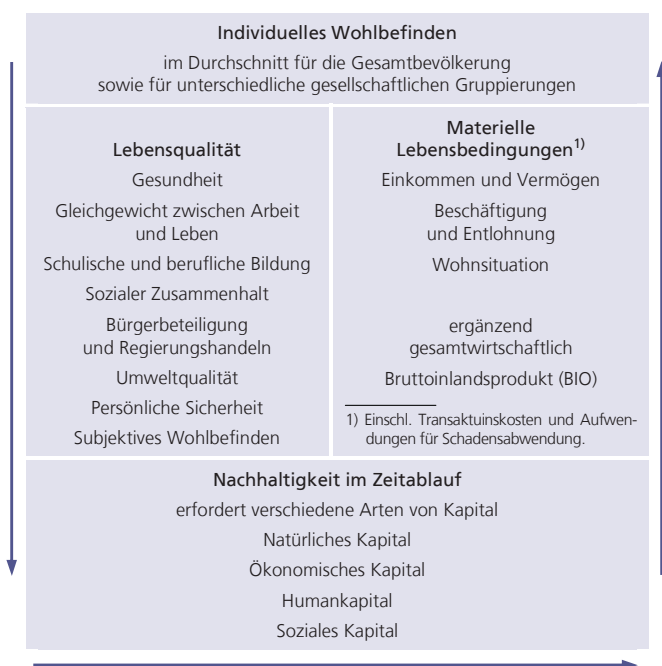 Individuelles Wohlbefinden
im Durchschnitt für die Gesamtbevölkerung
sowie für unterschiedliche gesellschaftlichen Gruppierungen
Lebensqualität
Gesundheit
Gleichgewicht zwischen Arbeit
und Leben
Schulische und berufliche Bildung
Sozialer Zusammenhalt
Bürgerbeteiligung
und Regierungshandeln
Umweltqualität
Persönliche Sicherheit
Subjektives Wohlbefinden
Materielle
Lebensbedingungen1)
Einkommen und Vermögen
Beschäftigung
und Entlohnung
Wohnsituation
ergänzend
gesamtwirtschaftlich
Bruttoinlandsprodukt (BIO)
1) Einschl. Transaktuinskosten und Aufwen-
dungen für Schadensabwendung.
Nachhaltigkeit im Zeitablauf
erfordert verschiedene Arten von Kapital
Natürliches Kapital
Ökonomisches Kapital
Humankapital
Soziales Kapital